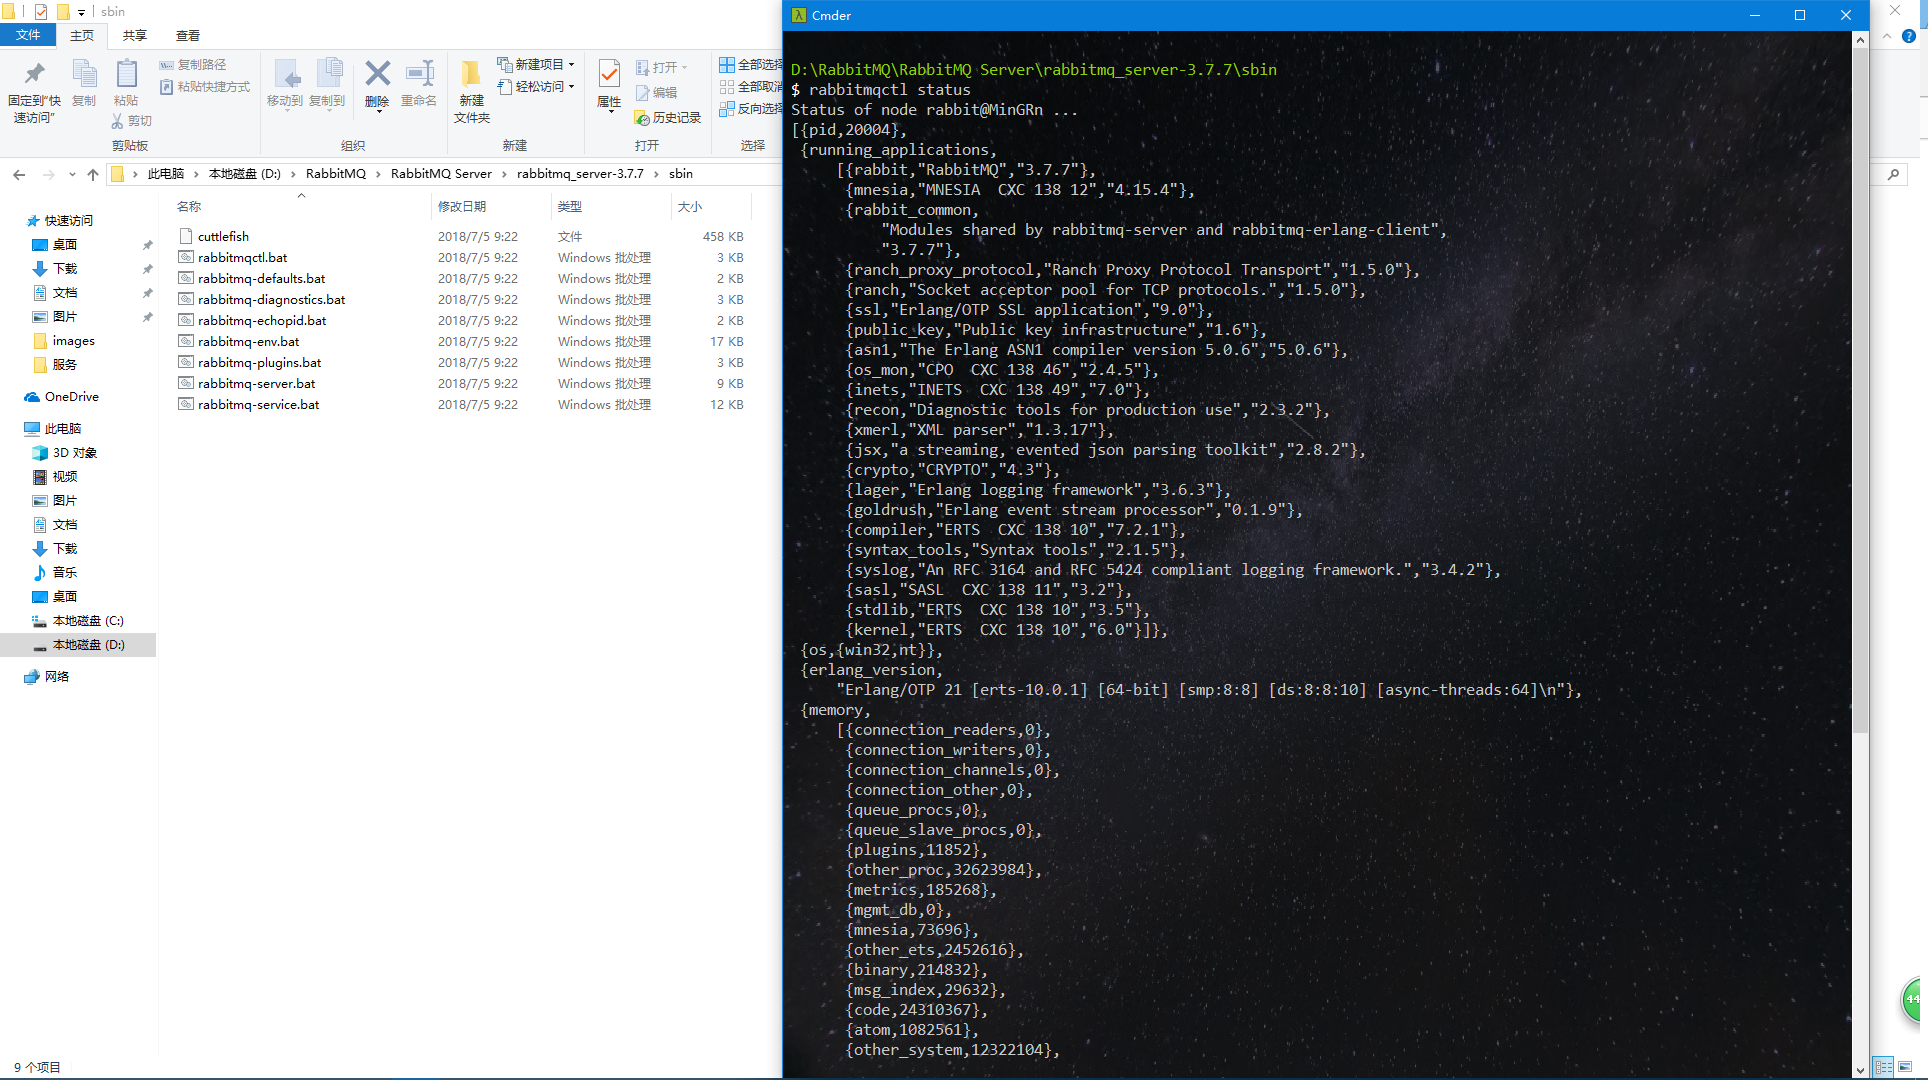 sbin
文件
主页
共享
查看
固定到“快
速访问”
复制
粘贴
复制路径
粘贴快捷方式
剪切
剪贴板
移动到
复制到
删除
重命名
组织
新建
文件夹
新建项目
轻松访问
新建
属性
打开
编辑
历史记录
打开
全部选择
全部取消
反向选择
选择
此电脑
本地磁盘 (D:)
RabbitMQ
RabbitMQ Server
rabbitmq_server-3.7.7
sbin
快速访问
桌面
下载
文档
图片
images
服务
OneDrive
此电脑
3D 对象
视频
图片
文档
下载
音乐
桌面
本地磁盘 (C:)
本地磁盘 (D:)
网络
名称 修改日期 类型 大小
cuttlefish 2018/7/5 9:22 文件 458 KB
rabbitmqctl.bat 2018/7/5 9:22 Windows 批处理 3 KB
rabbitmq-defaults.bat 2018/7/5 9:22 Windows 批处理 2 KB
rabbitmq-diagnostics.bat 2018/7/5 9:22 Windows 批处理 3 KB
rabbitmq-echopid.bat 2018/7/5 9:22 Windows 批处理 2 KB
rabbitmq-env.bat 2018/7/5 9:22 Windows 批处理 17 KB
rabbitmq-plugins.bat 2018/7/5 9:22 Windows 批处理 3 KB
rabbitmq-server.bat 2018/7/5 9:22 Windows 批处理 9 KB
rabbitmq-service.bat 2018/7/5 9:22 Windows 批处理 12 KB
9 个项目
λ Cmder
D:\RabbitMQ\RabbitMQ Server\rabbitmq_server-3.7.7\sbin
$ rabbitmqctl status
Status of node rabbit@MinGRn ...
[{pid,20004},
{running_applications,
[{rabbit,"RabbitMQ","3.7.7"},
{mnesia,"MNESIA  CXC 138 12","4.15.4"},
{rabbit_common,
"Modules shared by rabbitmq-server and rabbitmq-erlang-client",
"3.7.7"},
{ranch_proxy_protocol,"Ranch Proxy Protocol Transport","1.5.0"},
{ranch,"Socket acceptor pool for TCP protocols.","1.5.0"},
{ssl,"Erlang/OTP SSL application","9.0"},
{public_key,"Public key infrastructure","1.6"},
{asn1,"The Erlang ASN1 compiler version 5.0.6","5.0.6"},
{os_mon,"CPO  CXC 138 46","2.4.5"},
{inets,"INETS  CXC 138 49","7.0"},
{recon,"Diagnostic tools for production use","2.3.2"},
{xmerl,"XML parser","1.3.17"},
{jsx,"a streaming, evented json parsing toolkit","2.8.2"},
{crypto,"CRYPTO","4.3"},
{lager,"Erlang logging framework","3.6.3"},
{goldrush,"Erlang event stream processor","0.1.9"},
{compiler,"ERTS  CXC 138 10","7.2.1"},
{syntax_tools,"Syntax tools","2.1.5"},
{syslog,"An RFC 3164 and RFC 5424 compliant logging framework.","3.4.2"},
{sasl,"SASL  CXC 138 11","3.2"},
{stdlib,"ERTS  CXC 138 10","3.5"},
{kernel,"ERTS  CXC 138 10","6.0"}]},
{os,{win32,nt}},
{erlang_version,
"Erlang/OTP 21 [erts-10.0.1] [64-bit] [smp:8:8] [ds:8:8:10] [async-threads:64]\n"},
{memory,
[{connection_readers,0},
{connection_writers,0},
{connection_channels,0},
{connection_other,0},
{queue_procs,0},
{queue_slave_procs,0},
{plugins,11852},
{other_proc,32623984},
{metrics,185268},
{mgmt_db,0},
{mnesia,73696},
{other_ets,2452616},
{binary,214832},
{msg_index,29632},
{code,24310367},
{atom,1082561},
{other_system,12322104},
44